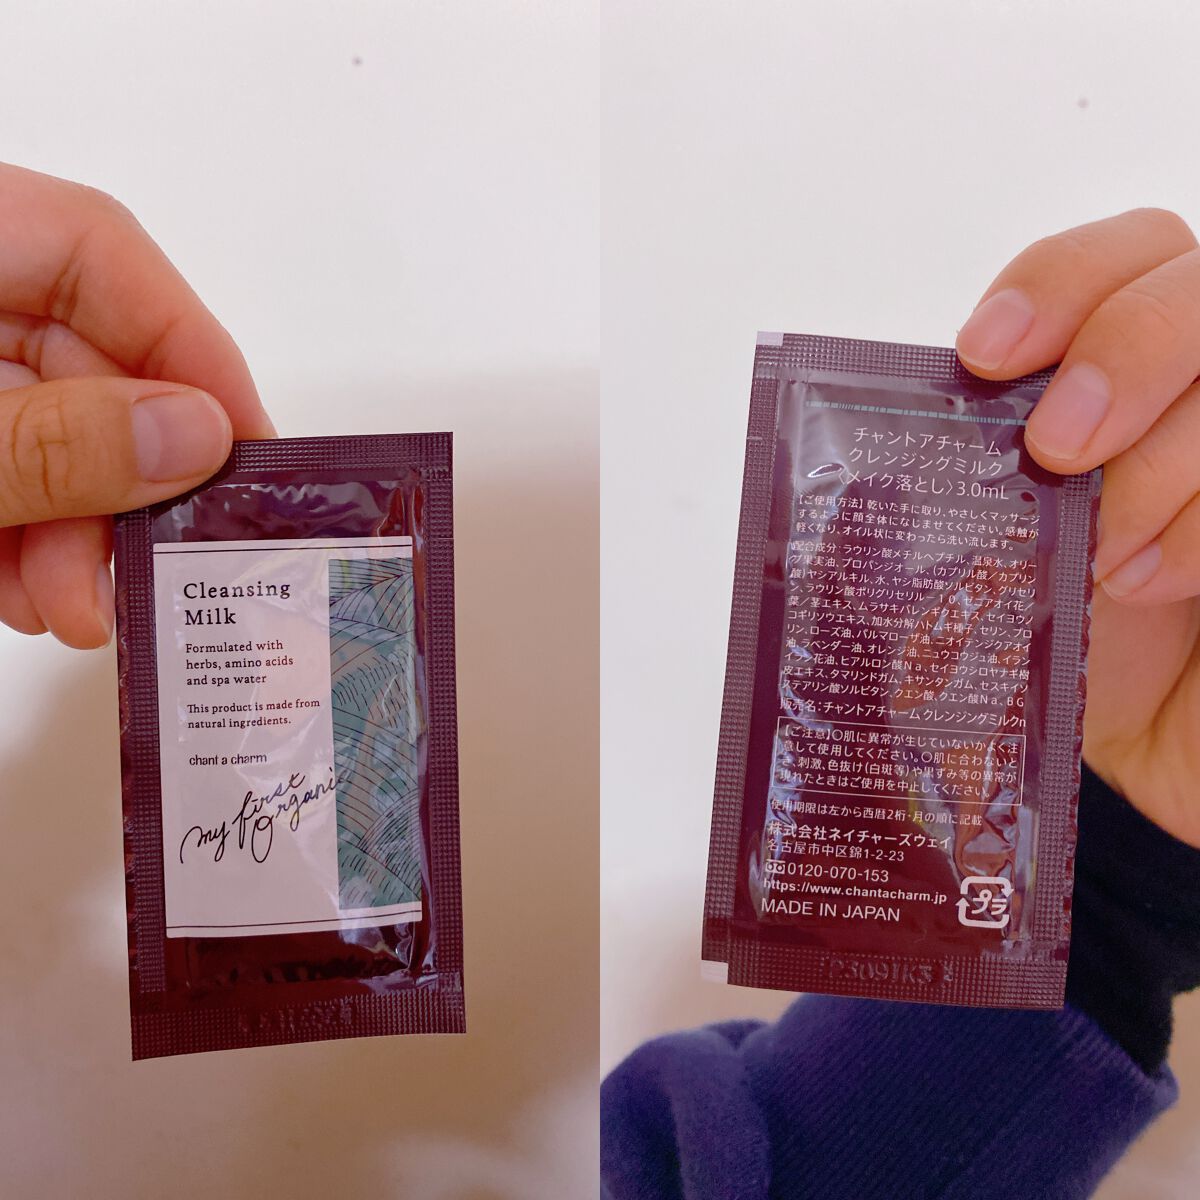 Cleansing
Milk
Formulated with
herbs, amino acids
and spa water
This product is made from
natural ingredients.
chant a charm
my first
Organic
チャントアチャーム
クレンジングミルク
〈メイク落とし〉3.0mL
【ご使用方法】乾いた手に取り、やさしくマッサージ
するように顔全体になじませてください。感触が
軽くなり、オイル状に変わったら洗い流します。
配合成分：ラウリン酸メチルヘプチル、温泉水、オリー
ブ果実油、プロパンジオール、(カプリル酸／カプリン
酸)ヤシアルキル、水、ヤシ脂肪酸ソルビタン、グリセリ
ン、ラウリン酸ポリグリセリル－１０、ゼニアオイ花／
葉／茎エキス、ムラサキバレンギクエキス、セイヨウノ
コギリソウエキス、加水分解ハトムギ種子、セリン、プロ
リン、ローズ油、パルマローザ油、ニオイテンジクアオイ
油、ラベンダー油、オレンジ油、ニュウコウジュ油、イラン
イラン花油、ヒアルロン酸Ｎａ、セイヨウシロヤナギ樹
皮エキス、タマリンドガム、キサンタンガム、セスキイソ
ステアリン酸ソルビタン、クエン酸、クエン酸Ｎａ、ＢＧ
販売名：チャントアチャーム クレンジングミルクn
【ご注意】〇肌に異常が生じていないかよく注
意して使用してください。〇肌に合わないと
き、刺激、色抜け(白斑等)や黒ずみ等の異常が
現れたときはご使用を中止してください。
使用期限は左から西暦2桁・月の順に記載
株式会社ネイチャーズウェイ
名古屋市中区錦1-2-23
0120-070-153
https://www.chantacharm.jp
MADE IN JAPAN
プラ